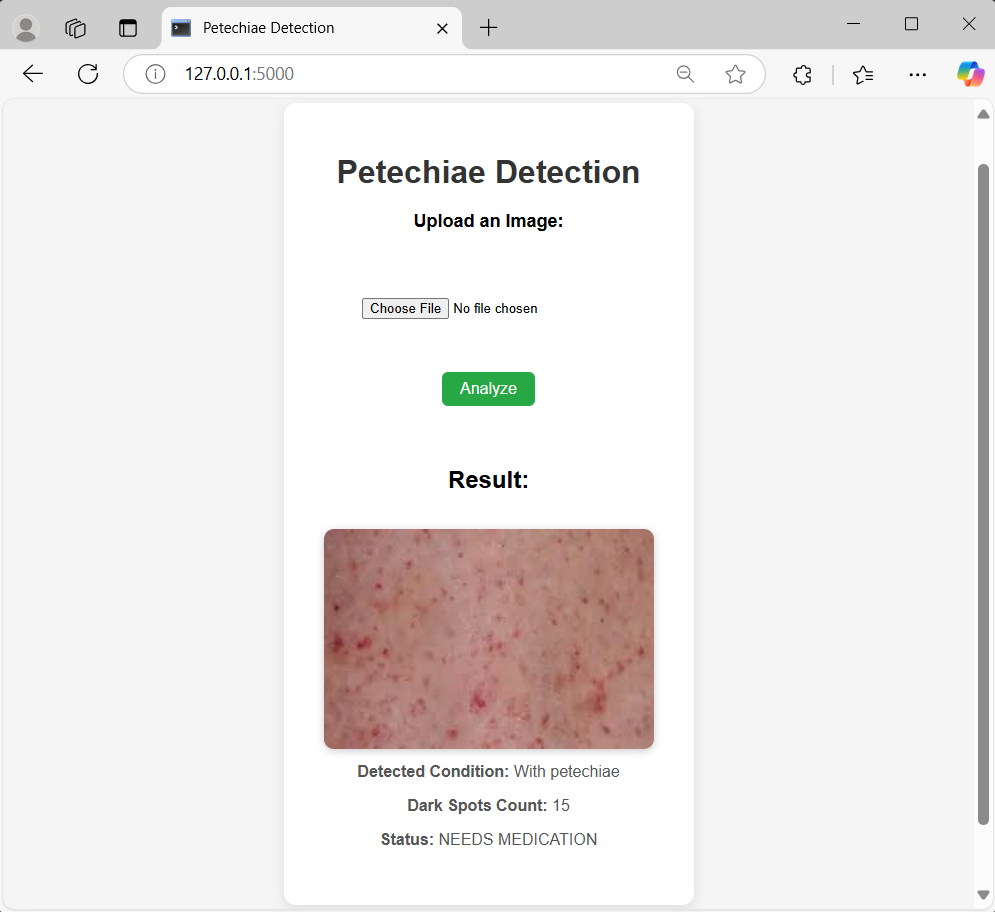 Petechiae Detection
127.0.0.1:5000
Petechiae Detection
Upload an Image:
Choose File No file chosen
Analyze
Result:
Detected Condition: With petechiae
Dark Spots Count: 15
Status: NEEDS MEDICATION